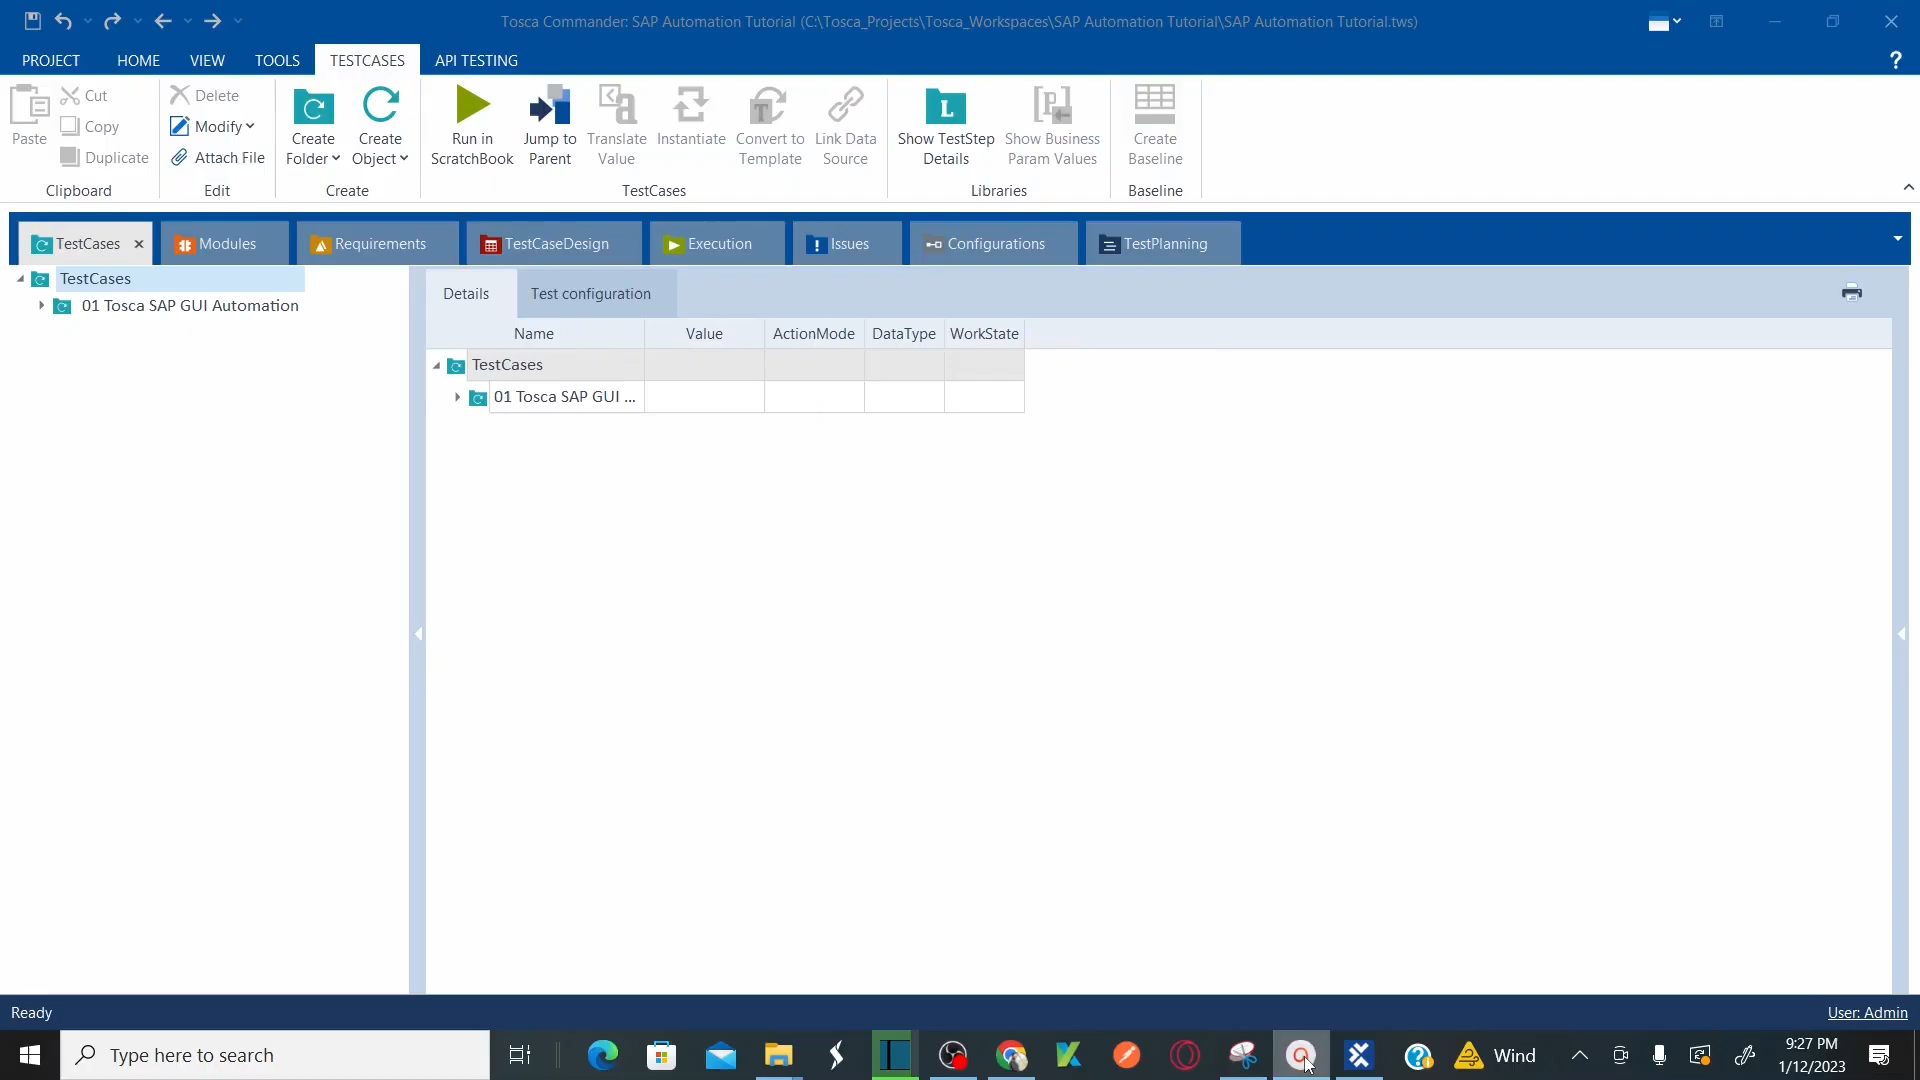 Tosca Commander: SAP Automation Tutorial (C:\Tosca_Projects\Tosca_Workspaces\SAP Automation Tutorial\SAP Automation Tutorial.tws)
PROJECT HOME VIEW TOOLS TESTCASES API TESTING ?
Paste
Cut
Copy
Duplicate
Clipboard
Delete
Modify
Attach File
Edit
Create
Folder
Create
Object
Create
Run in
ScratchBook
Jump to
Parent
Translate
Value
Instantiate
Convert to
Template
Link Data
Source
TestCases
Show TestStep
Details
Show Business
Param Values
Libraries
Create
Baseline
Baseline
TestCases Modules Requirements TestCaseDesign Execution Issues Configurations TestPlanning
TestCases
01 Tosca SAP GUI Automation
Details Test configuration
Name Value ActionMode DataType WorkState
TestCases
01 Tosca SAP GUI ...
Ready
User: Admin
Type here to search
Wind
9:27 PM
1/12/2023